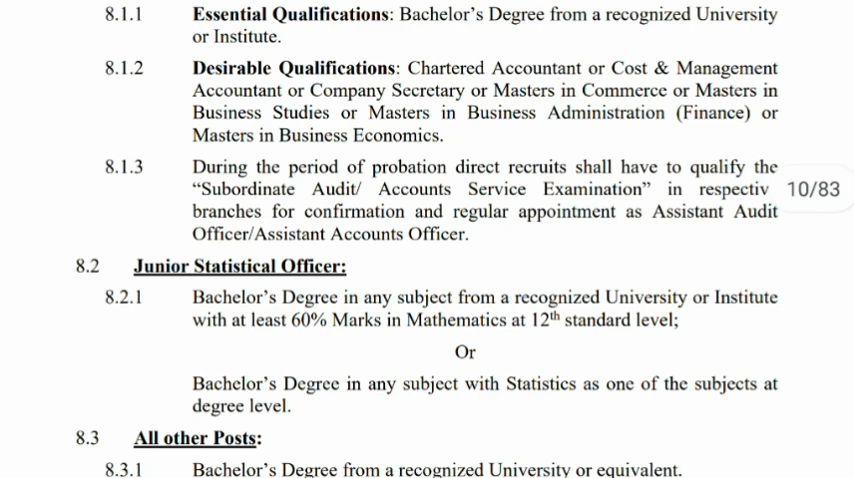 8.1.1 Essential Qualifications: Bachelor's Degree from a recognized University
or Institute.
8.1.2 Desirable Qualifications: Chartered Accountant or Cost & Management
Accountant or Company Secretary or Masters in Commerce or Masters in
Business Studies or Masters in Business Administration (Finance) or
Masters in Business Economics.
8.1.3 During the period of probation direct recruits shall have to qualify the
“Subordinate Audit/ Accounts Service Examination” in respectiv 10/83
branches for confirmation and regular appointment as Assistant Audit
Officer/Assistant Accounts Officer.
8.2 Junior Statistical Officer:
8.2.1 Bachelor's Degree in any subject from a recognized University or Institute
with at least 60% Marks in Mathematics at 12th standard level;
Or
Bachelor's Degree in any subject with Statistics as one of the subjects at
degree level.
8.3 All other Posts:
8.3.1 Bachelor's Degree from a recognized University or equivalent.